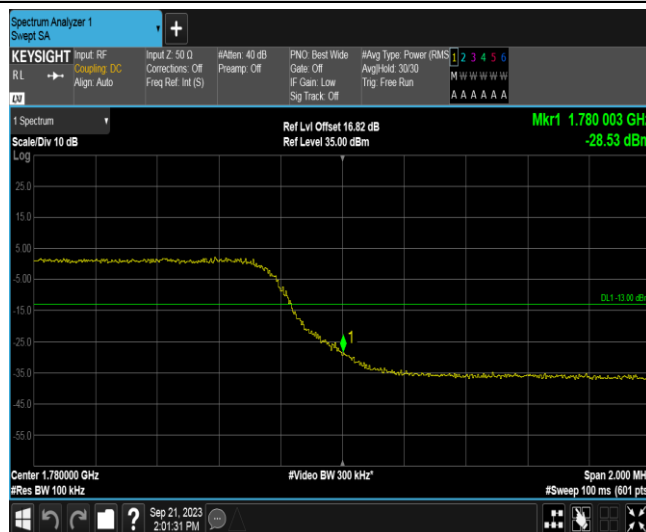 Spectrum Analyzer 1
Swept SA
+
KEYSIGHT
RL
LXI
Input: RF
Coupling: DC
Align: Auto
Input Z: 50 Ω
Corrections: Off
Freq Ref: Int (S)
#Atten: 40 dB
Preamp: Off
PNO: Best Wide
Gate: Off
IF Gain: Low
Sig Track: Off
#Avg Type: Power (RMS
Avg|Hold: 30/30
Trig: Free Run
1 2 3 4 5 6
M W W W W W
A A A A A A
1 Spectrum
Scale/Div 10 dB
Log
Ref Lvl Offset 16.82 dB
Ref Level 35.00 dBm
Mkr1 1.780 003 GHz
-28.53 dBm
25.0
15.0
5.00
-5.00
-15.0
-25.0
-35.0
-45.0
-55.0
DL1 -13.00 dBm
1
Center 1.780000 GHz
#Res BW 100 kHz
#Video BW 300 kHz*
Span 2.000 MH
#Sweep 100 ms (601 pts
?
Sep 21, 2023
2:01:31 PM